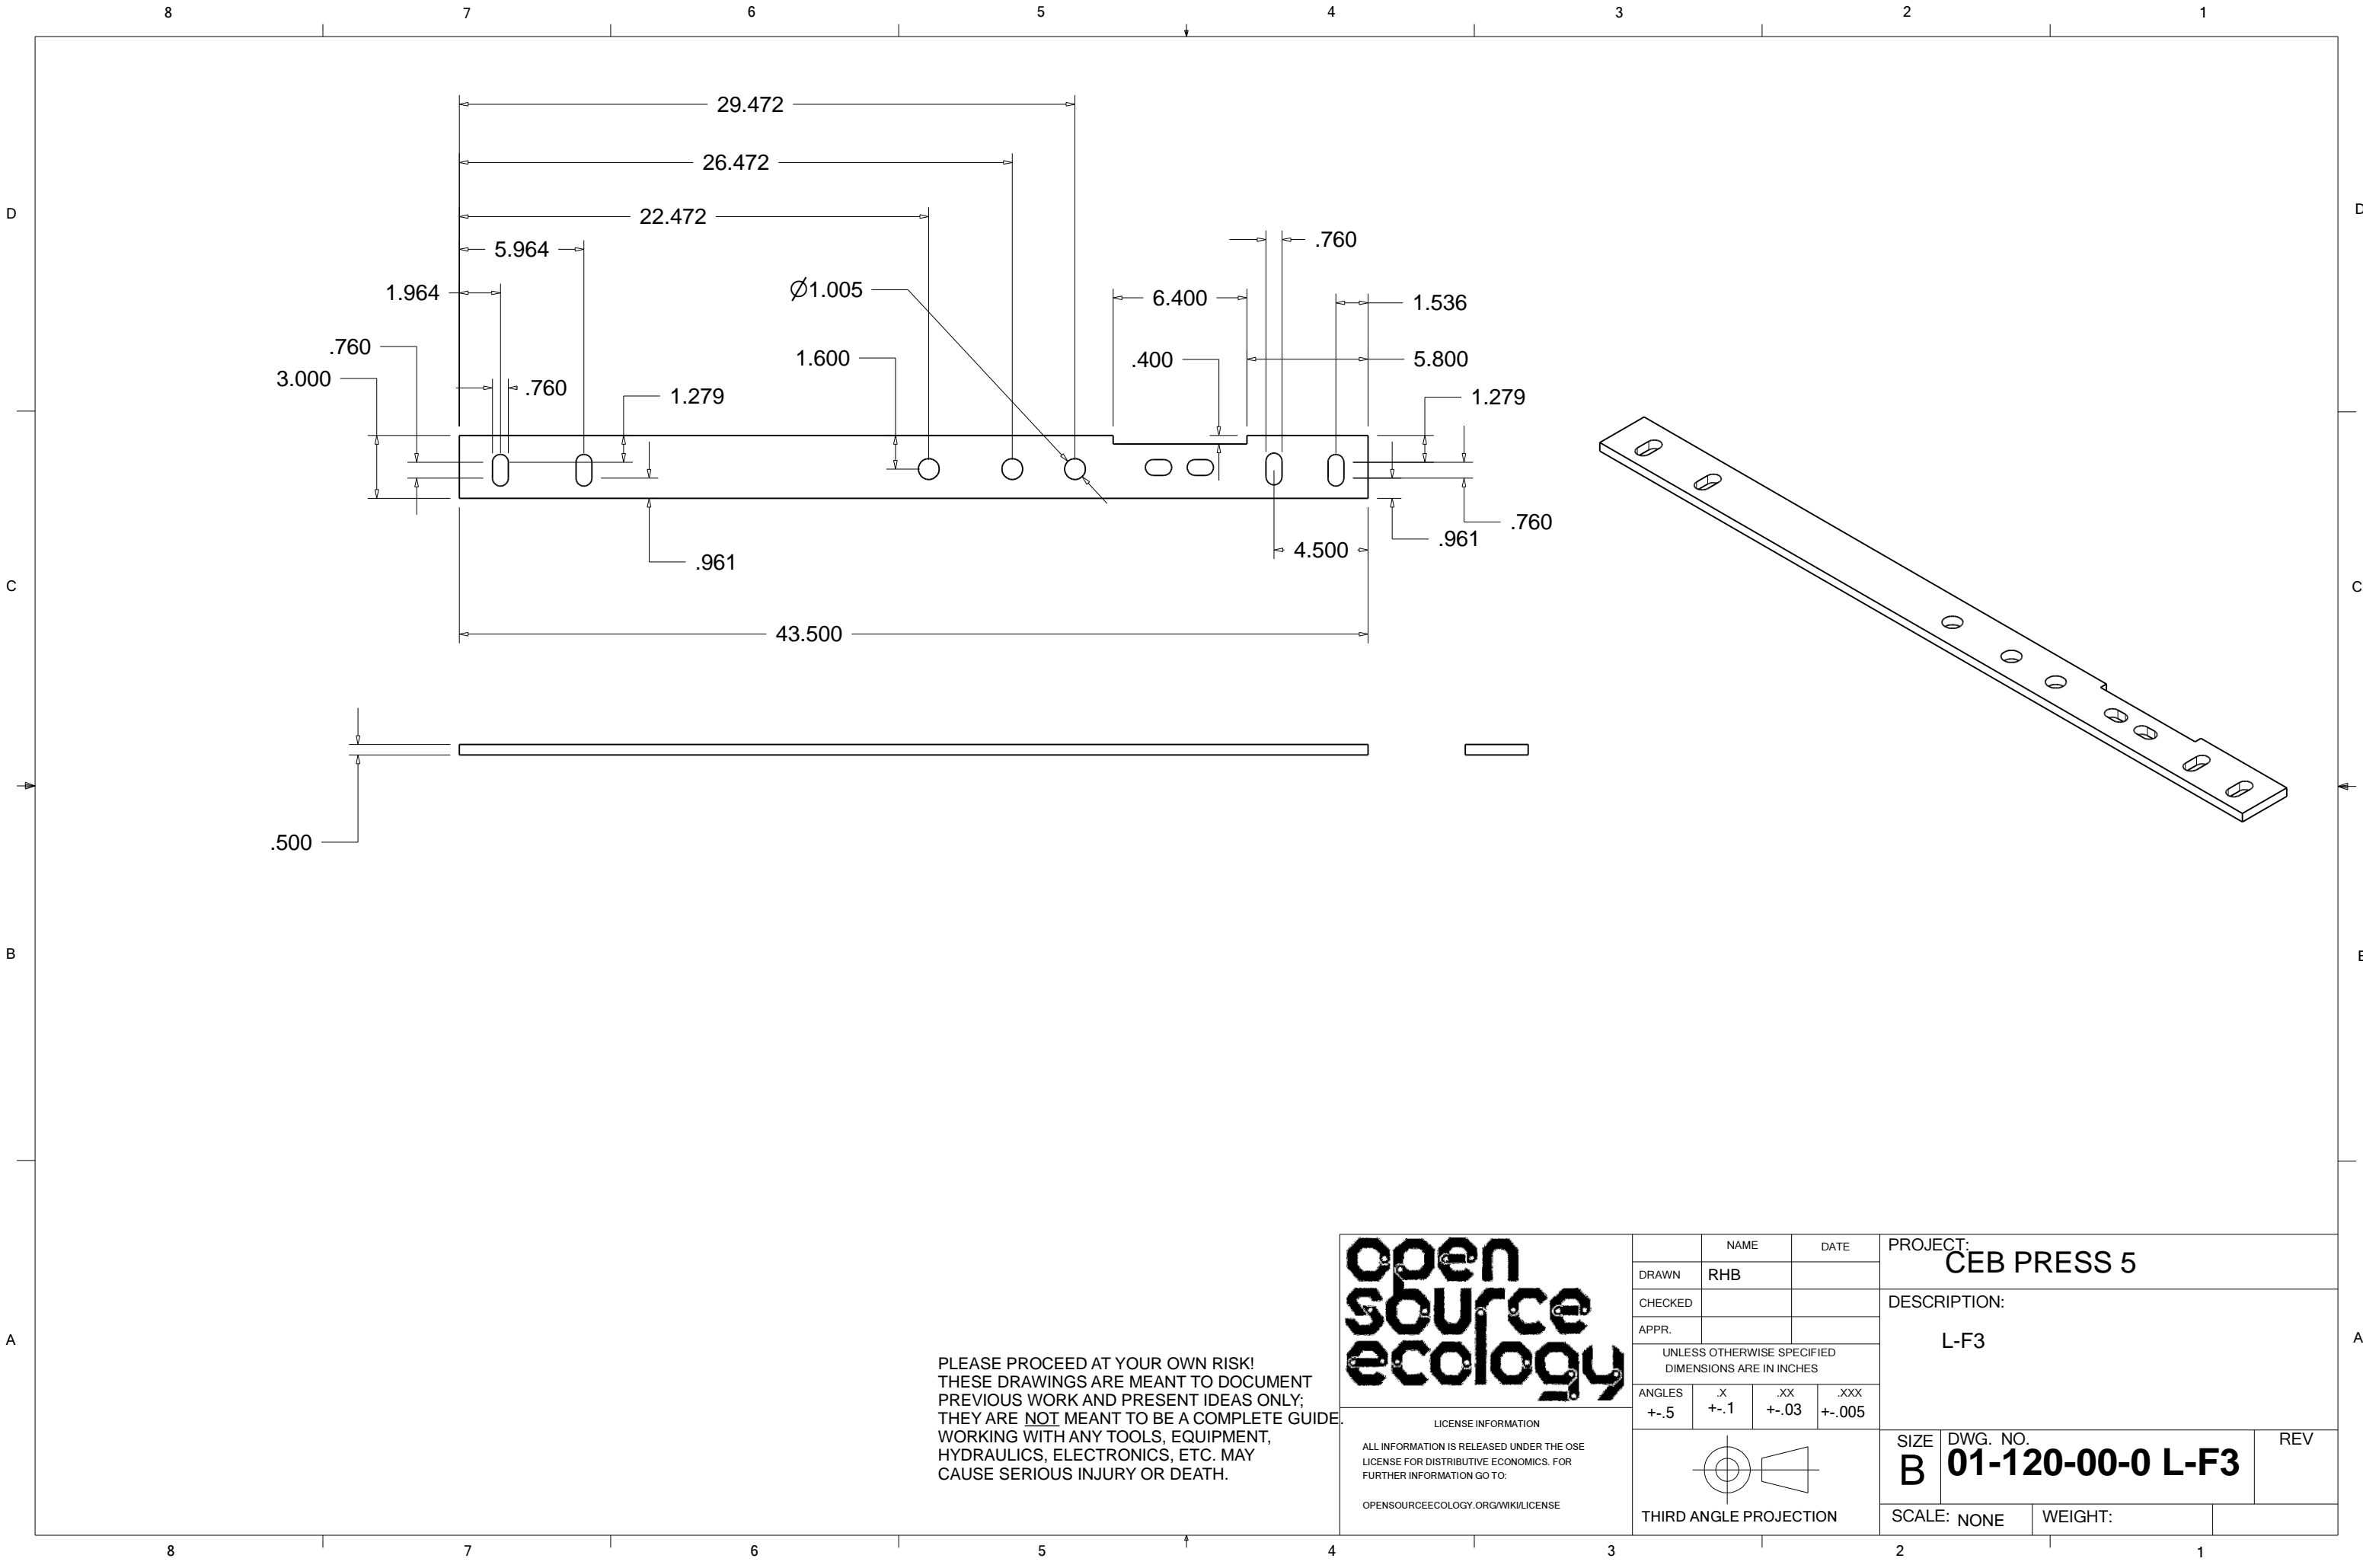 8 7 6 5 4 3 2 1
29.472
26.472
D 22.472 D
5.964 .760
1.964 Ø1.005 6.400 1.536
.760 1.600 .400 5.800
3.000 .760 1.279 1.279
.760
.961 4.500 .961
C C
43.500
.500
B
A A
open
source
ecology
PLEASE PROCEED AT YOUR OWN RISK!
THESE DRAWINGS ARE MEANT TO DOCUMENT
PREVIOUS WORK AND PRESENT IDEAS ONLY;
THEY ARE NOT MEANT TO BE A COMPLETE GUIDE.
WORKING WITH ANY TOOLS, EQUIPMENT,
HYDRAULICS, ELECTRONICS, ETC. MAY
CAUSE SERIOUS INJURY OR DEATH.
LICENSE INFORMATION
ALL INFORMATION IS RELEASED UNDER THE OSE
LICENSE FOR DISTRIBUTIVE ECONOMICS. FOR
FURTHER INFORMATION GO TO:
OPENSOURCEECOLOGY.ORG/WIKI/LICENSE
NAME DATE
DRAWN RHB
CHECKED
APPR.
UNLESS OTHERWISE SPECIFIED
DIMENSIONS ARE IN INCHES
ANGLES .X .XX .XXX
+-.5 +-.1 +-.03 +-.005
THIRD ANGLE PROJECTION
PROJECT:
CEB PRESS 5
DESCRIPTION:
L-F3
SIZE DWG. NO. REV
B 01-120-00-0 L-F3
SCALE: NONE WEIGHT:
8 7 6 5 4 3 2 1